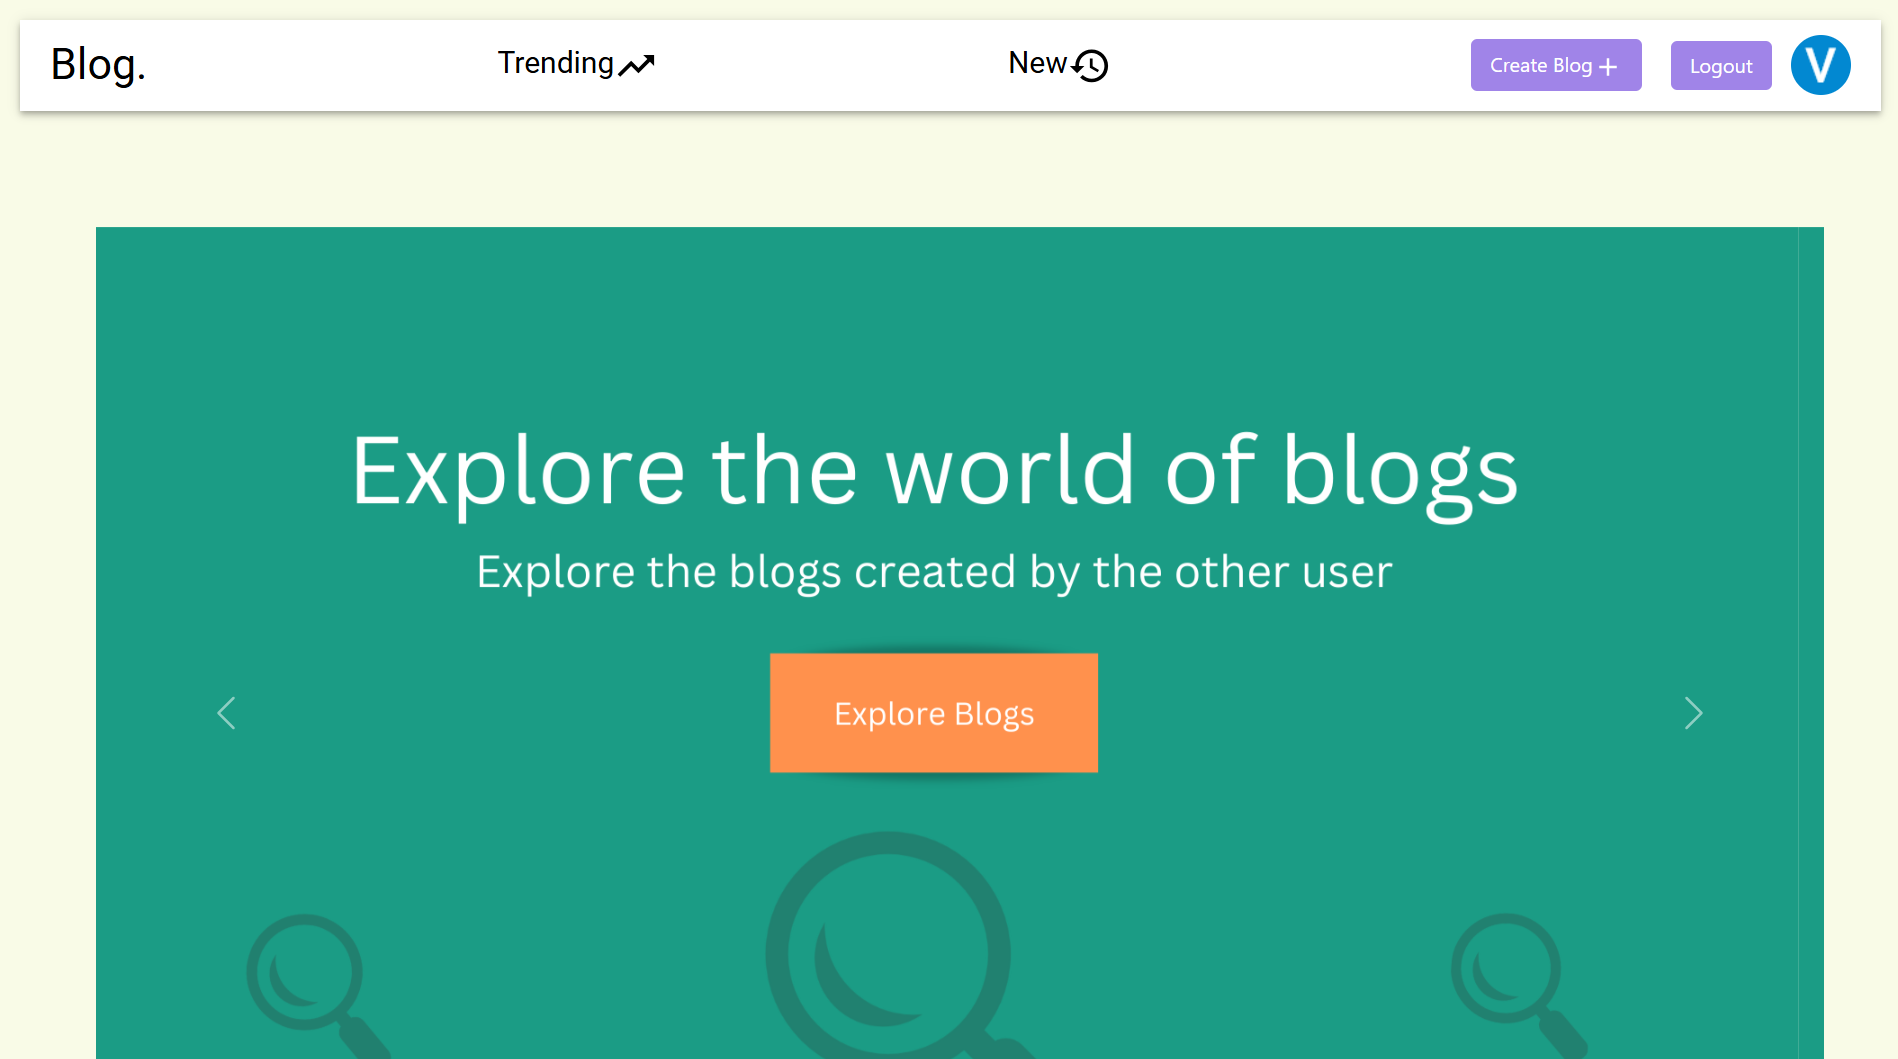 Blog.
Trending
New
Create Blog +
Logout
V
Explore the world of blogs
Explore the blogs created by the other user
Explore Blogs